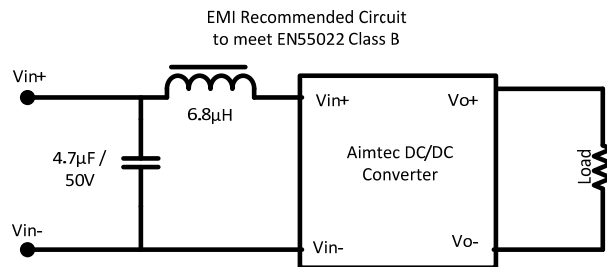 EMI Recommended Circuit
to meet EN55022 Class B
Vin+
6.8µH
Vin+
Vo+
4.7µF /
50V
Aimtec DC/DC
Converter
Load
Vin-
Vin-
Vo-